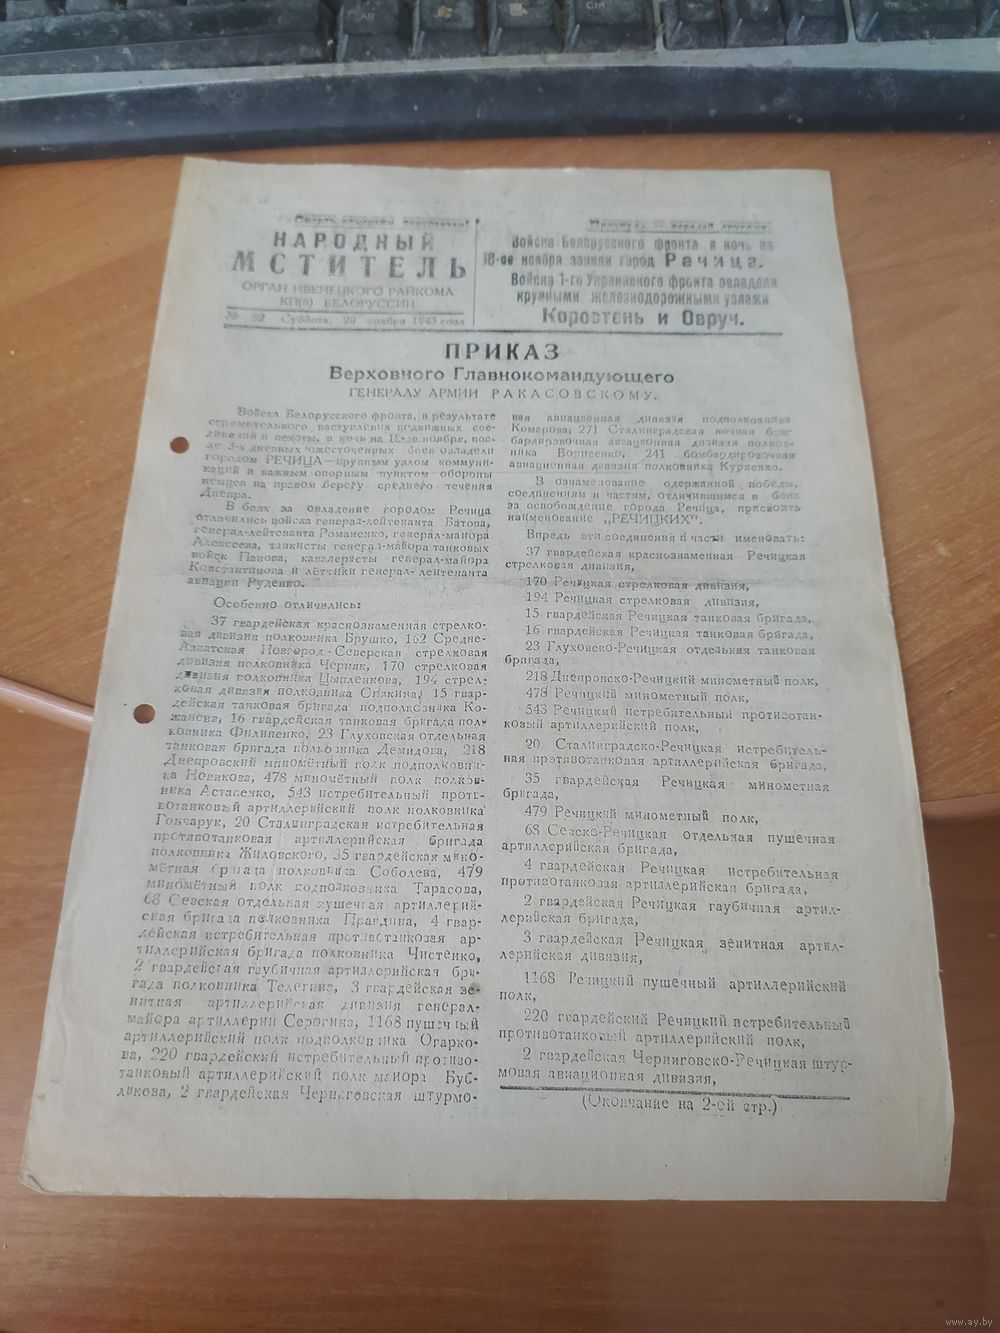 Смерть немецким оккупантам!
НАРОДНЫЙ
МСТИТЕЛЬ
ОРГАН ИВЕНЕЦКОГО РАЙКОМА
КП(б) БЕЛОРУССИИ
№ 32 Суббота, 20 ноября 1943 года
Прочитав — передай другому.
Войска Белорусского фронта в ночь на
18-ое ноября заняли город Речица.
Войска 1-го Украинского фронта овладели
крупными железнодорожными узлами
Коростень и Овруч.
ПРИКАЗ
Верховного Главнокомандующего
ГЕНЕРАЛУ АРМИИ РАКАСОВСКОМУ.
Войска Белорусского фронта, в результате
стремительного наступления подвижных сое-
динений и пехоты, в ночь на 18-ое ноября, пос-
ле 3-х дневных ожесточенных боев овладели
городом РЕЧИЦА—крупным узлом коммуни-
каций и важным опорным пунктом обороны
немцев на правом берегу среднего течения
Днепра.
В боях за овладение городом Речица
отличились войска генерал-лейтенанта Батова,
генерал-лейтенанта Романенко, генерал-майора
Алексеева, танкисты генерал-майора танковых
войск Панова, кавалеристы генерал-майора
Константинова и лётчики генерал-лейтенанта
авиации Руденко.
Особенно отличились:
37 гвардейская краснознаменная стрелко-
вая дивизия полковника Брушко, 162 Средне-
Азиатская Новгород-Северская стрелковая
дивизия полковника Черняк, 170 стрелковая
дивизия полковника Цыпленкова, 194 стрел-
ковая дивизия полковника Опякина, 15 гвар-
дейская танковая бригада подполковника Ко-
жанова, 16 гвардейская танковая бригада пол-
ковника Филипенко, 23 Глуховская отдельная
танковая бригада полковника Демидова, 218
Днепровский миномётный полк подполковни-
ка Новикова, 478 миномётный полк полков-
ника Астапенко, 543 истребительный проти-
вотанковый артиллерийский полк полковника
Гончарук, 20 Сталинградская истребительная
противотанковая артиллерийская бригада
полковника Жиловского, 35 гвардейская мино-
мётная бригада полковника Соболева, 479
миномётный полк подполковника Тарасова,
68 Севская отдельная пушечная артиллерий-
ская бригада полковника Правдина, 4 гвар-
дейская истребительная противотанковая ар-
тиллерийская бригада полковника Чистенко,
2 гвардейская гаубичная артиллерийская бри-
гада полковника Телегина, 3 гвардейская зе-
нитная артиллерийская дивизия генерал-
майора артиллерии Серогина, 1168 пушечный
артиллерийский полк подполковника Огарко-
ва, 220 гвардейский истребительный противо-
танковый артиллерийский полк майора Буб-
ликова, 2 гвардейская Черниговская штурмо-
вая авиационная дивизия подполковника
Комарова, 271 Сталинградская ночная бом-
бардировочная авиационная дивизия полков-
ника Борисенко, 241 бомбардировочная
авиационная дивизия полковника Куриенко.
В ознаменование одержанной победы,
соединениям и частям, отличившимся в боях
за освобождение города Речица, присвоить
наименование „РЕЧИЦКИХ".
Впредь эти соединения и части именовать:
37 гвардейская краснознаменная Речицкая
стрелковая дивизия,
170 Речицкая стрелковая дивизия,
194 Речицкая стрелковая дивизия,
15 гвардейская Речицкая танковая бригада,
16 гвардейская Речицкая танковая бригада,
23 Глуховско-Речицкая отдельная танковая
бригада,
218 Днепровско-Речицкий минометный полк,
478 Речицкий минометный полк,
543 Речицкий истребительный противотан-
ковый артиллерийский полк,
20 Сталинградско-Речицкая истребитель-
ная противотанковая артиллерийская бригада,
35 гвардейская Речицкая минометная
бригада,
479 Речицкий минометный полк,
68 Севско-Речицкая отдельная пушечная
артиллерийская бригада,
4 гвардейская Речицкая истребительная
противотанковая артиллерийская бригада,
2 гвардейская Речицкая гаубичная артил-
лерийская бригада,
3 гвардейская Речицкая зенитная артил-
лерийская дивизия,
1168 Речицкий пушечный артиллерийский
полк,
220 гвардейский Речицкий истребительный
противотанковый артиллерийский полк,
2 гвардейская Черниговско-Речицкая штур-
мовая авиационная дивизия,
(Окончание на 2-ой стр.)
www.ay.by